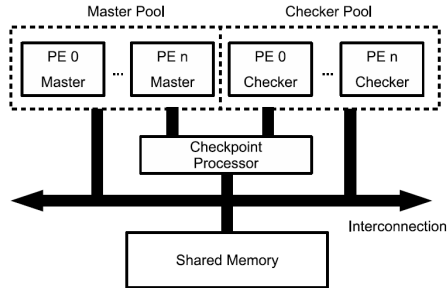 Master Pool
Checker Pool
PE 0
Master
...
PE n
Master
PE 0
Checker
...
PE n
Checker
Checkpoint
Processor
Interconnection
Shared Memory